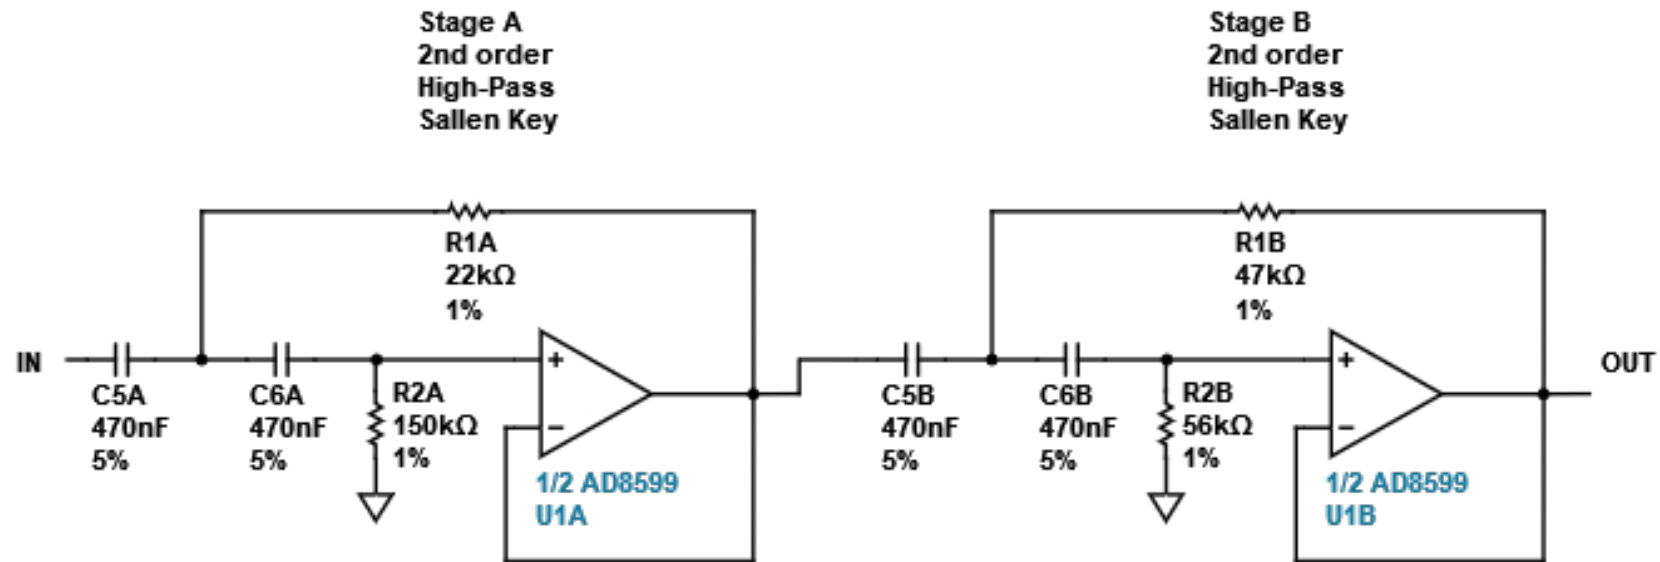 Stage A
2nd order
High-Pass
Sallen Key
Stage B
2nd order
High-Pass
Sallen Key
R1A
22kΩ
1%
R1B
47kΩ
1%
IN
C5A
470nF
5%
C6A
470nF
5%
R2A
150kΩ
1%
+
−
1/2 AD8599
U1A
C5B
470nF
5%
C6B
470nF
5%
R2B
56kΩ
1%
+
−
1/2 AD8599
U1B
OUT